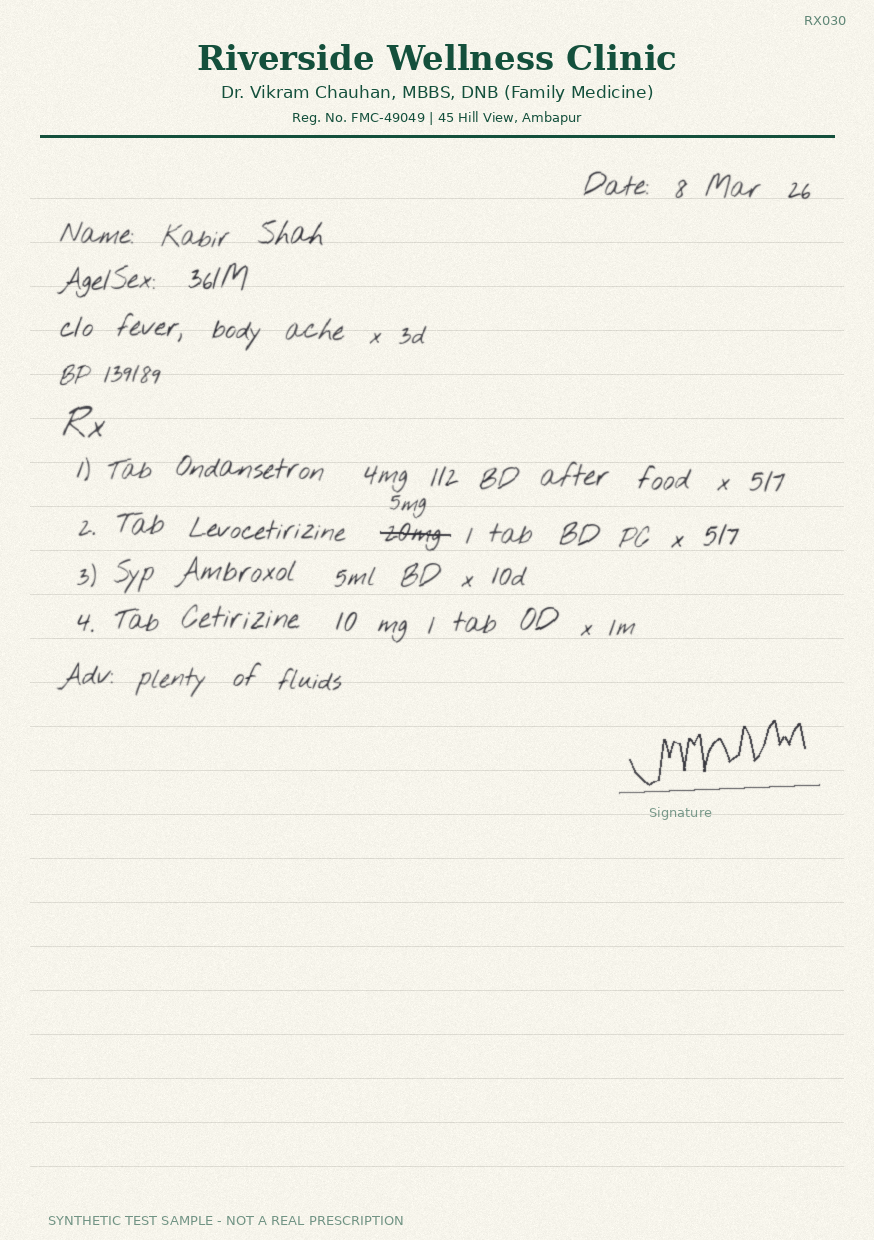 RX030
Riverside Wellness Clinic
Dr. Vikram Chauhan, MBBS, DNB (Family Medicine)
Reg. No. FMC-49049 | 45 Hill View, Ambapur
Date: 8 Mar 26
Name: Kabir Shah
Age/Sex: 36/M
c/o fever, body ache x 3d
BP 139/89
Rx
1) Tab Ondansetron 4mg 1/2 BD after food x 5/7
5mg
2. Tab Levocetirizine 20mg 1 tab BD PC x 5/7
3) Syp Ambroxol 5ml BD x 10d
4. Tab Cetirizine 10 mg 1 tab OD x 1m
Adv: plenty of fluids
Signature
SYNTHETIC TEST SAMPLE - NOT A REAL PRESCRIPTION